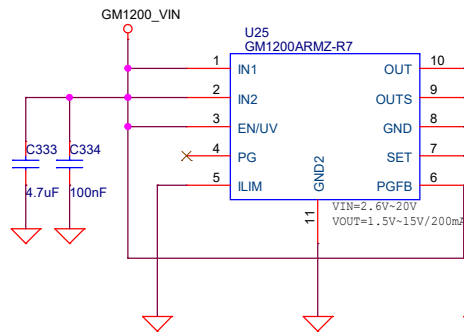 GM1200_VIN
U25
GM1200ARMZ-R7
1
IN1
OUT
10
2
IN2
OUTS
9
3
EN/UV
GND
8
4
PG
SET
7
5
ILIM
PGFB
6
GND2
11
C333
C334
4.7uF
100nF
VIN=2.6V~20V
VOUT=1.5V~15V/200mA